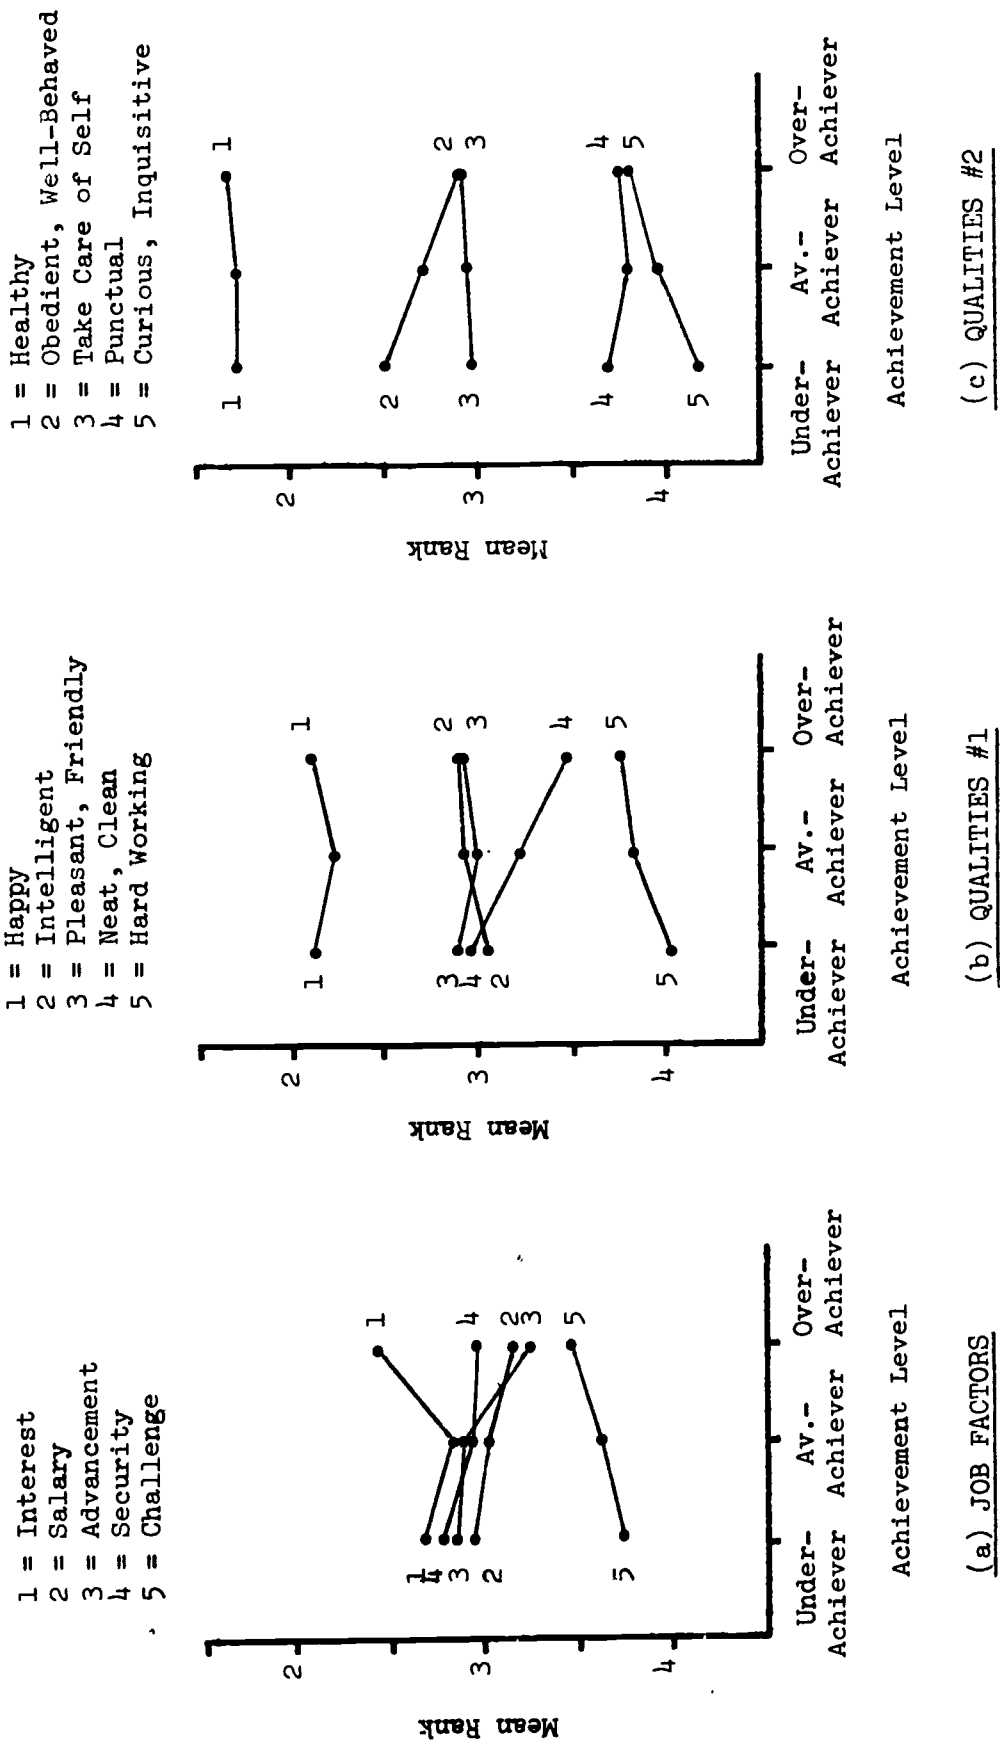 1 = Interest
2 = Salary
3 = Advancement
4 = Security
5 = Challenge
Mean Rank
2
3
4
1
4
3
2
5
1
4
2
3
5
Under-
Achiever
Av.-
Achiever
Over-
Achiever
Achievement Level
(a) JOB FACTORS
1 = Happy
2 = Intelligent
3 = Pleasant, Friendly
4 = Neat, Clean
5 = Hard Working
Mean Rank
2
3
4
1
3
4
2
5
1
2
3
4
5
Under-
Achiever
Av.-
Achiever
Over-
Achiever
Achievement Level
(b) QUALITIES #1
1 = Healthy
2 = Obedient, Well-Behaved
3 = Take Care of Self
4 = Punctual
5 = Curious, Inquisitive
Mean Rank
2
3
4
1
2
3
4
5
1
2
3
4
5
Under-
Achiever
Av.-
Achiever
Over-
Achiever
Achievement Level
(c) QUALITIES #2